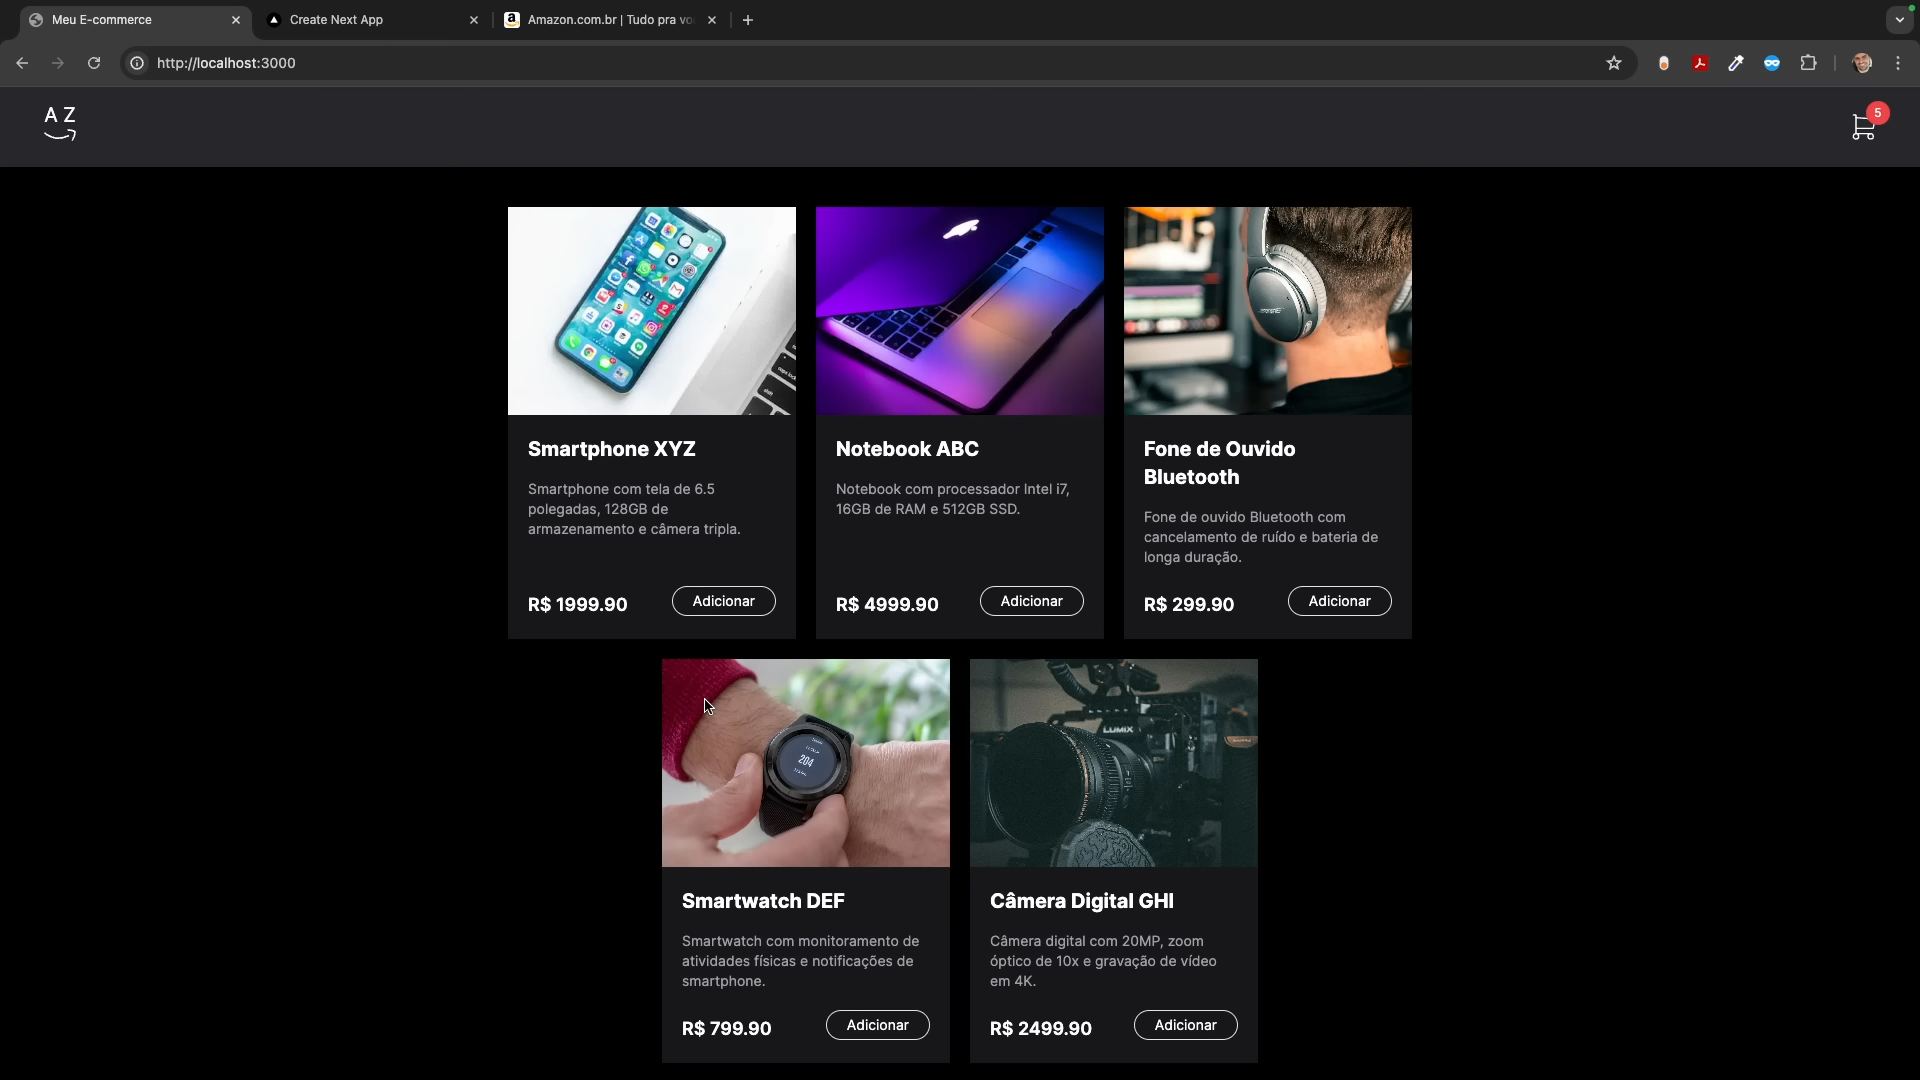 Meu E-commerce
Create Next App
Amazon.com.br | Tudo pra vo
http://localhost:3000
A Z
5
Smartphone XYZ
Smartphone com tela de 6.5
polegadas, 128GB de
armazenamento e câmera tripla.
R$ 1999.90
Adicionar
Notebook ABC
Notebook com processador Intel i7,
16GB de RAM e 512GB SSD.
R$ 4999.90
Adicionar
Fone de Ouvido
Bluetooth
Fone de ouvido Bluetooth com
cancelamento de ruído e bateria de
longa duração.
R$ 299.90
Adicionar
204
Smartwatch DEF
Smartwatch com monitoramento de
atividades físicas e notificações de
smartphone.
R$ 799.90
Adicionar
LUMIX
Câmera Digital GHI
Câmera digital com 20MP, zoom
óptico de 10x e gravação de vídeo
em 4K.
R$ 2499.90
Adicionar